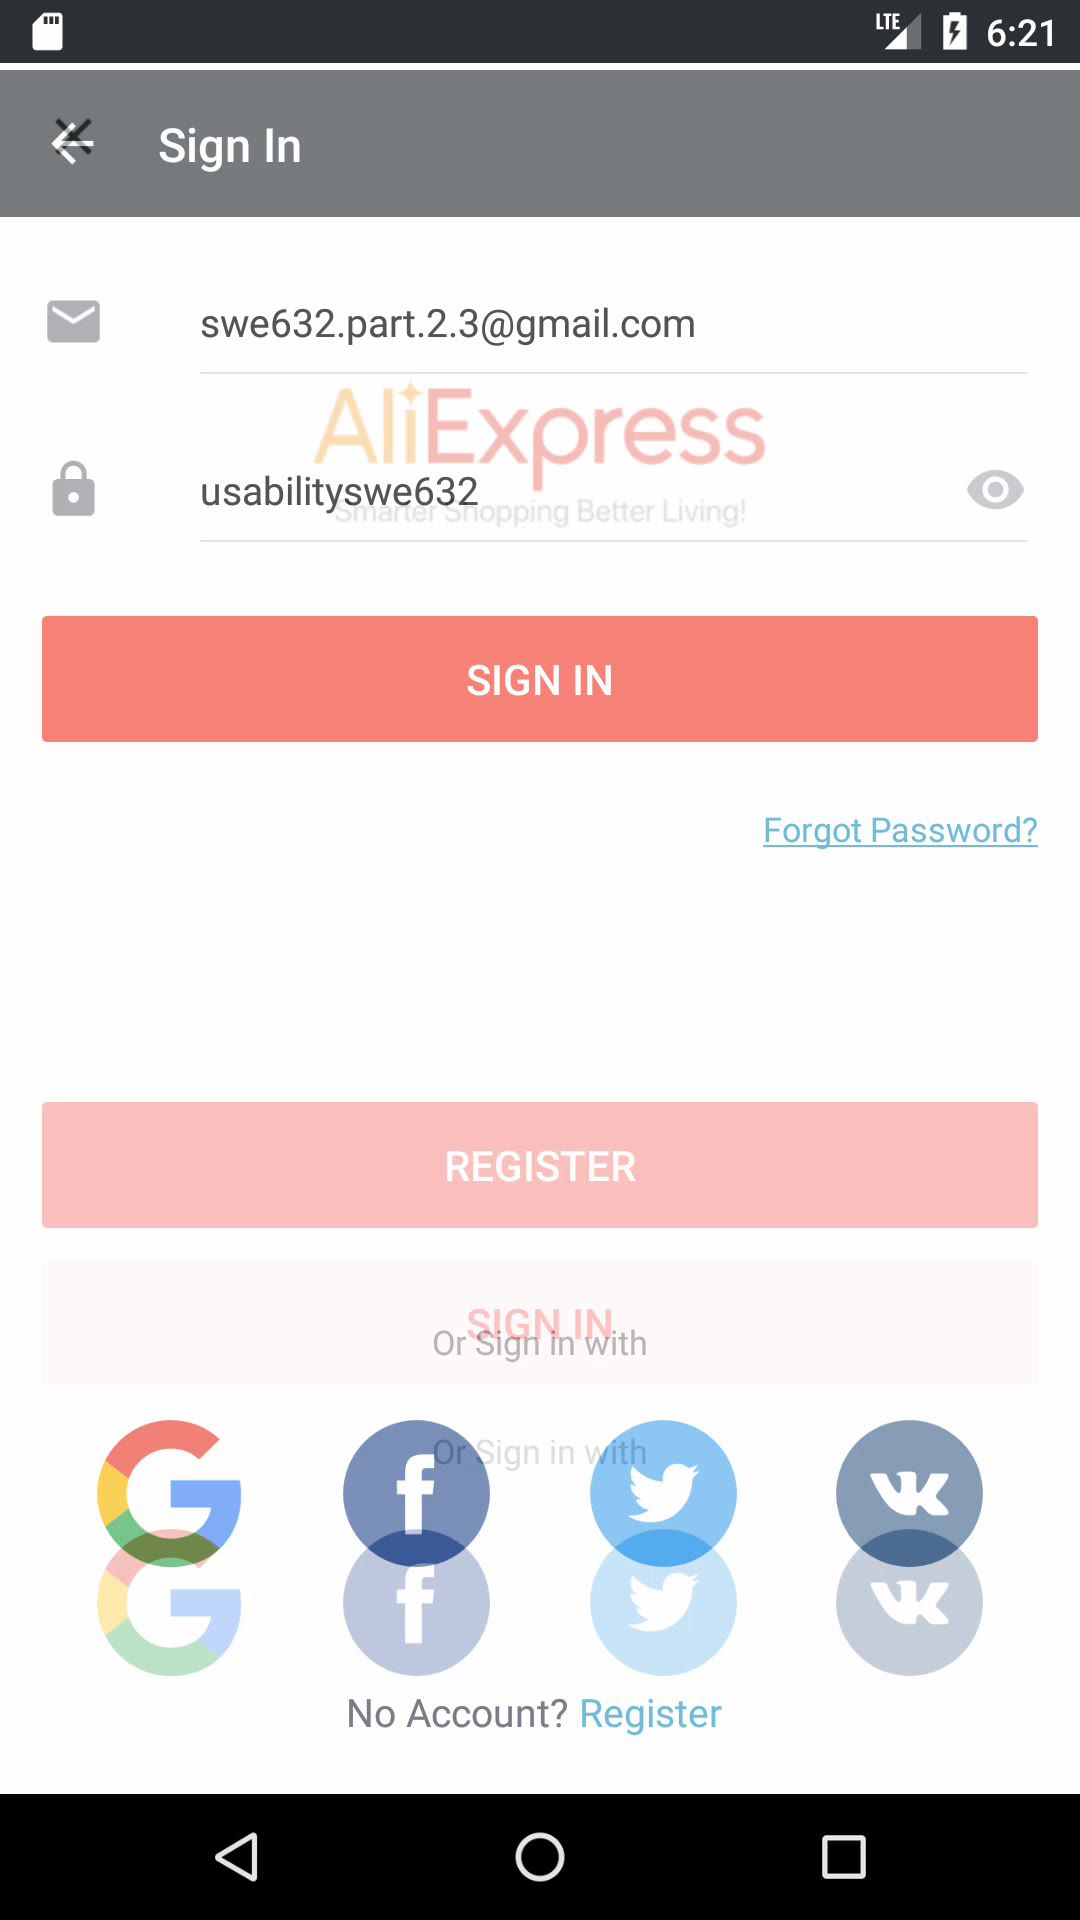 LTE 6:21
Sign In
swe632.part.2.3@gmail.com
AliExpress
usabilityswe632
Smarter Shopping Better Living!
SIGN IN
Forgot Password?
REGISTER
SIGN IN
Or Sign in with
Or Sign in with
No Account? Register